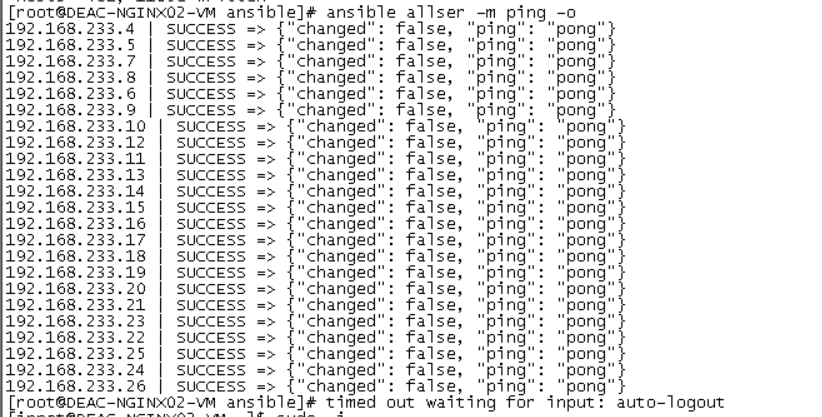 [root@DEAC-NGINX02-VM ansible]# ansible allser -m ping -o
192.168.233.4 | SUCCESS => {"changed": false, "ping": "pong"}
192.168.233.5 | SUCCESS => {"changed": false, "ping": "pong"}
192.168.233.7 | SUCCESS => {"changed": false, "ping": "pong"}
192.168.233.8 | SUCCESS => {"changed": false, "ping": "pong"}
192.168.233.6 | SUCCESS => {"changed": false, "ping": "pong"}
192.168.233.9 | SUCCESS => {"changed": false, "ping": "pong"}
192.168.233.10 | SUCCESS => {"changed": false, "ping": "pong"}
192.168.233.12 | SUCCESS => {"changed": false, "ping": "pong"}
192.168.233.11 | SUCCESS => {"changed": false, "ping": "pong"}
192.168.233.13 | SUCCESS => {"changed": false, "ping": "pong"}
192.168.233.14 | SUCCESS => {"changed": false, "ping": "pong"}
192.168.233.15 | SUCCESS => {"changed": false, "ping": "pong"}
192.168.233.16 | SUCCESS => {"changed": false, "ping": "pong"}
192.168.233.17 | SUCCESS => {"changed": false, "ping": "pong"}
192.168.233.18 | SUCCESS => {"changed": false, "ping": "pong"}
192.168.233.19 | SUCCESS => {"changed": false, "ping": "pong"}
192.168.233.20 | SUCCESS => {"changed": false, "ping": "pong"}
192.168.233.21 | SUCCESS => {"changed": false, "ping": "pong"}
192.168.233.23 | SUCCESS => {"changed": false, "ping": "pong"}
192.168.233.22 | SUCCESS => {"changed": false, "ping": "pong"}
192.168.233.25 | SUCCESS => {"changed": false, "ping": "pong"}
192.168.233.24 | SUCCESS => {"changed": false, "ping": "pong"}
192.168.233.26 | SUCCESS => {"changed": false, "ping": "pong"}
[root@DEAC-NGINX02-VM ansible]# timed out waiting for input: auto-logout